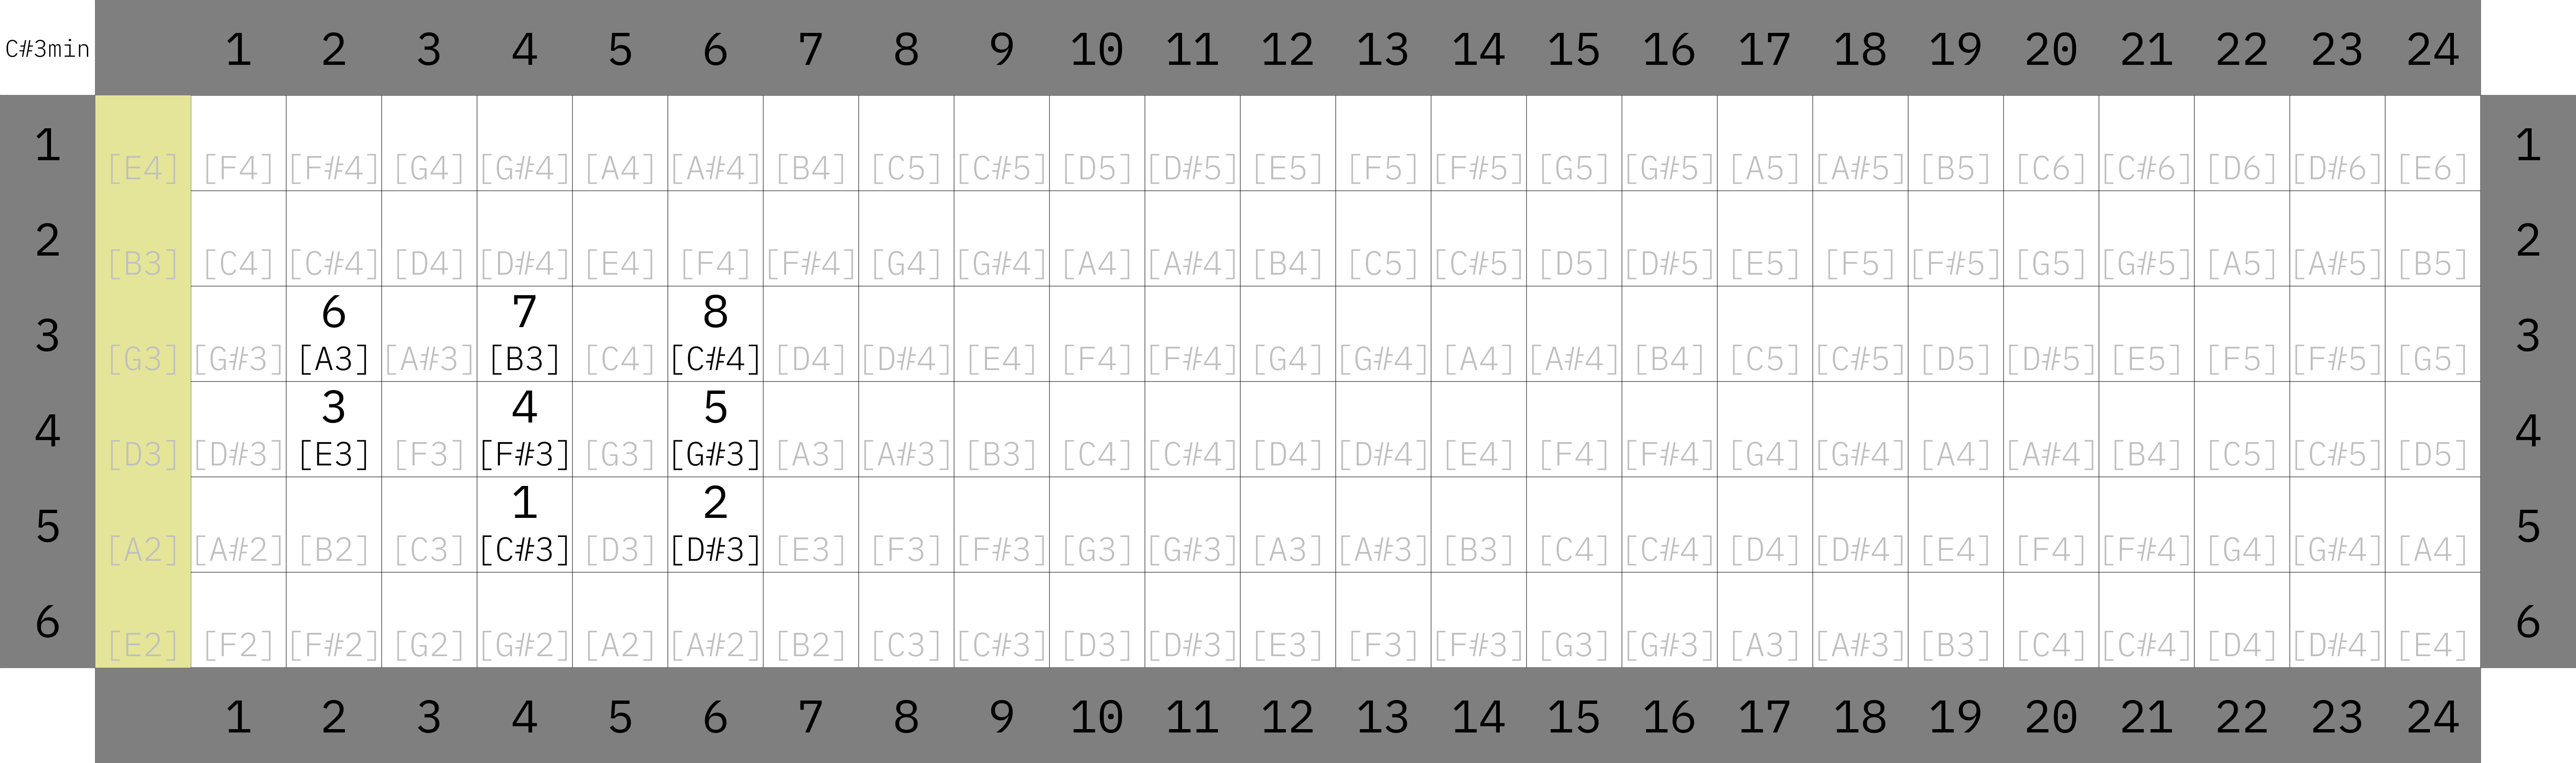 C#3min 1 2 3 4 5 6 7 8 9 10 11 12 13 14 15 16 17 18 19 20 21 22 23 24
1 [E4] [F4] [F#4] [G4] [G#4] [A4] [A#4] [B4] [C5] [C#5] [D5] [D#5] [E5] [F5] [F#5] [G5] [G#5] [A5] [A#5] [B5] [C6] [C#6] [D6] [D#6] [E6] 1
2 [B3] [C4] [C#4] [D4] [D#4] [E4] [F4] [F#4] [G4] [G#4] [A4] [A#4] [B4] [C5] [C#5] [D5] [D#5] [E5] [F5] [F#5] [G5] [G#5] [A5] [A#5] [B5] 2
6 7 8
3 [G3] [G#3] [A3] [A#3] [B3] [C4] [C#4] [D4] [D#4] [E4] [F4] [F#4] [G4] [G#4] [A4] [A#4] [B4] [C5] [C#5] [D5] [D#5] [E5] [F5] [F#5] [G5] 3
3 4 5
4 [D3] [D#3] [E3] [F3] [F#3] [G3] [G#3] [A3] [A#3] [B3] [C4] [C#4] [D4] [D#4] [E4] [F4] [F#4] [G4] [G#4] [A4] [A#4] [B4] [C5] [C#5] [D5] 4
1 2
5 [A2] [A#2] [B2] [C3] [C#3] [D3] [D#3] [E3] [F3] [F#3] [G3] [G#3] [A3] [A#3] [B3] [C4] [C#4] [D4] [D#4] [E4] [F4] [F#4] [G4] [G#4] [A4] 5
6 [E2] [F2] [F#2] [G2] [G#2] [A2] [A#2] [B2] [C3] [C#3] [D3] [D#3] [E3] [F3] [F#3] [G3] [G#3] [A3] [A#3] [B3] [C4] [C#4] [D4] [D#4] [E4] 6
1 2 3 4 5 6 7 8 9 10 11 12 13 14 15 16 17 18 19 20 21 22 23 24